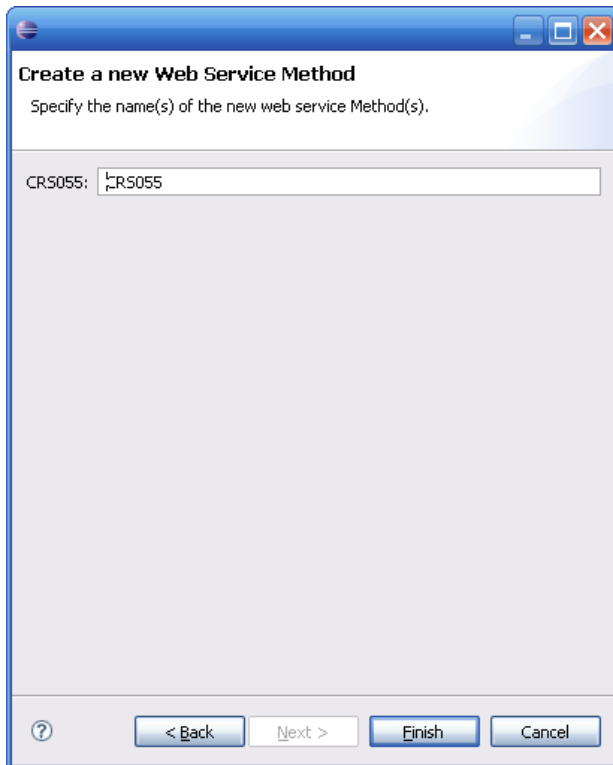 Create a new Web Service Method
Specify the name(s) of the new web service Method(s).
CRS055: CRS055
? < Back Next > Finish Cancel